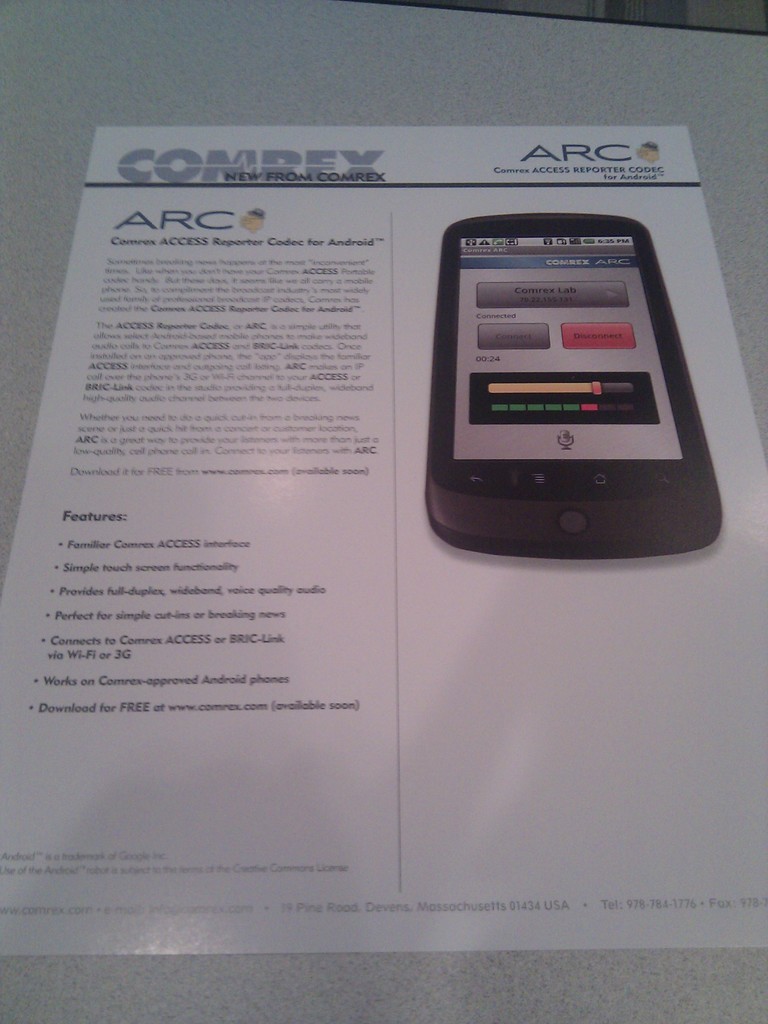 COMREX
NEW FROM COMREX
ARC
Comrex ACCESS REPORTER CODEC
for Android™
ARC
Comrex ACCESS Reporter Codec for Android™
Sometimes breaking news happens at the most "inconvenient"
times. Like when you don't have your Comrex ACCESS Portable
codec handy. But these days, it seems like we all carry a mobile
phone. So, to compliment the broadcast industry's most widely
used family of professional broadcast IP codecs, Comrex has
created the Comrex ACCESS Reporter Codec for Android™
The ACCESS Reporter Codec, or ARC, is a simple utility that
allows select Android-based mobile phones to make wideband
audio calls to Comrex ACCESS and BRIC-Link codecs. Once
installed on an approved phone, the "app" displays the familiar
ACCESS interface and outgoing call listing. ARC makes an IP
call over the phone's 3G or Wi-Fi channel to your ACCESS or
BRIC-Link codec in the studio providing a full-duplex, wideband
high-quality audio channel between the two devices.
Whether you need to do a quick cut-in from a breaking news
scene or just a quick hit from a concert or customer location,
ARC is a great way to provide your listeners with more than just a
low-quality, cell phone call in. Connect to your listeners with ARC.
Download it for FREE from www.comrex.com (available soon)
Features:
• Familiar Comrex ACCESS interface
• Simple touch screen functionality
• Provides full-duplex, wideband, voice quality audio
• Perfect for simple cut-ins or breaking news
• Connects to Comrex ACCESS or BRIC-Link
via Wi-Fi or 3G
• Works on Comrex-approved Android phones
• Download for FREE at www.comrex.com (available soon)
6:35 PM
Comrex ARC
COMREX ARC
Comrex Lab
Connected
Connect
Disconnect
00:24
Android™ is a trademark of Google Inc.
Use of the Android™ robot is subject to the terms of the Creative Commons License
www.comrex.com • e-mail: info@comrex.com • 19 Pine Road, Devens, Massachusetts 01434 USA • Tel: 978-784-1776 • Fax: 978-7